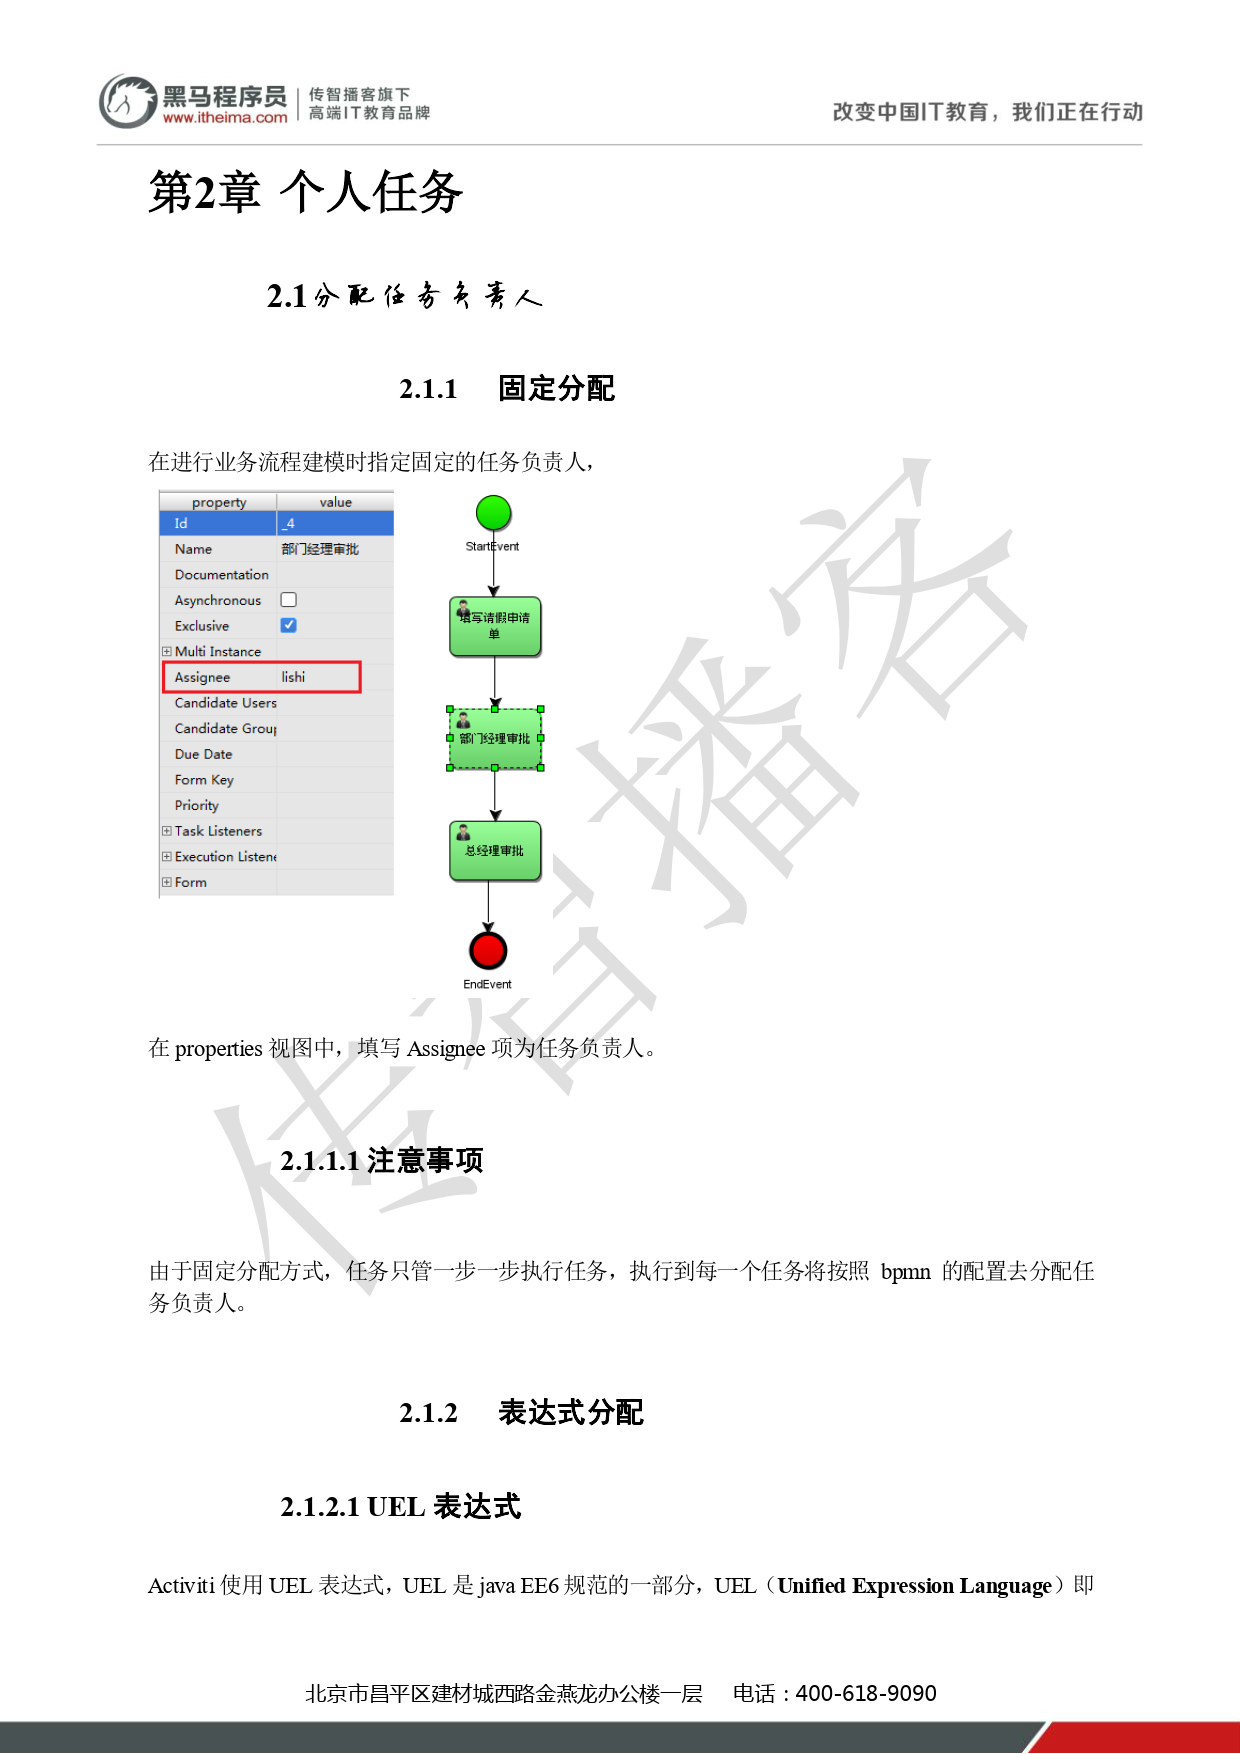 黑马程序员
www.itheima.com
传智播客旗下
高端IT教育品牌
改变中国IT教育，我们正在行动
第2章 个人任务
2.1分配任务负责人
2.1.1 固定分配
在进行业务流程建模时指定固定的任务负责人，
property value
Id _4
Name 部门经理审批
Documentation
Asynchronous
Exclusive
Multi Instance
Assignee lishi
Candidate Users
Candidate Grou
Due Date
Form Key
Priority
Task Listeners
Execution Listene
Form
StartEvent
填写请假申请
单
部门经理审批
总经理审批
EndEvent
在 properties 视图中，填写 Assignee 项为任务负责人。
2.1.1.1 注意事项
由于固定分配方式，任务只管一步一步执行任务，执行到每一个任务将按照 bpmn 的配置去分配任
务负责人。
2.1.2 表达式分配
2.1.2.1 UEL 表达式
Activiti 使用 UEL 表达式，UEL 是 java EE6 规范的一部分，UEL（Unified Expression Language）即
传智播客
北京市昌平区建材城西路金燕龙办公楼一层 电话：400-618-9090